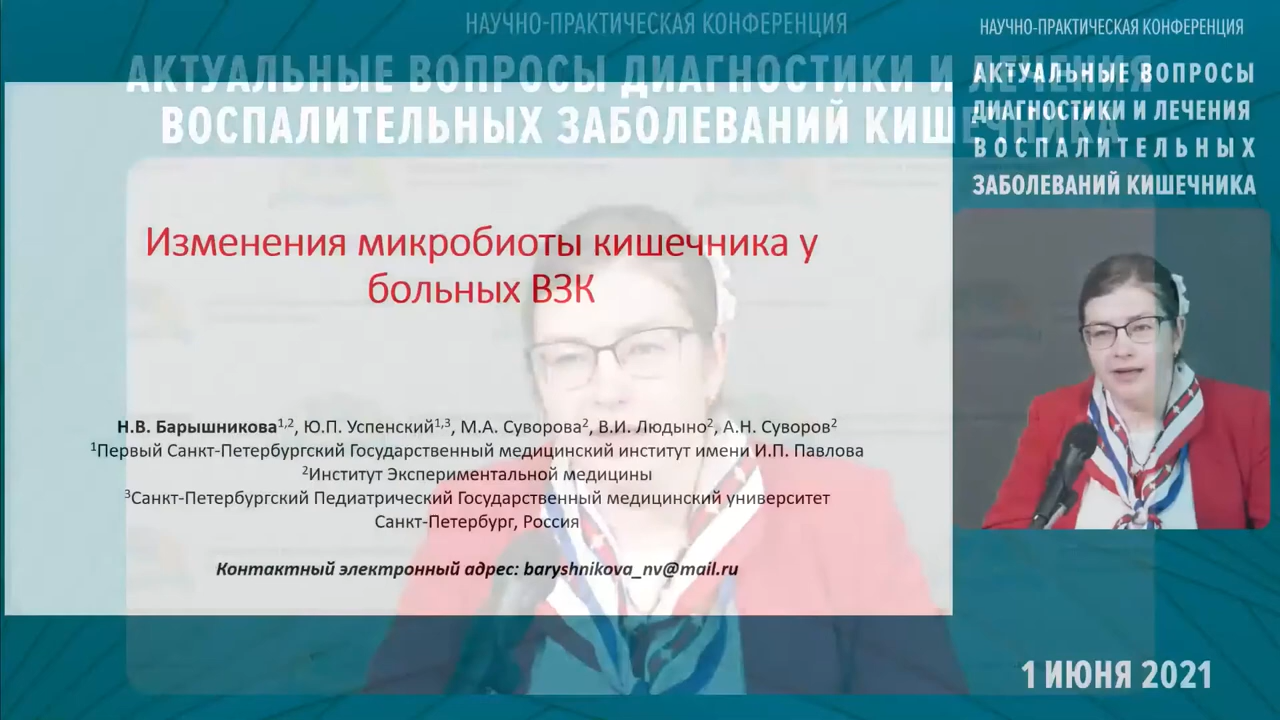 НАУЧНО-ПРАКТИЧЕСКАЯ КОНФЕРЕНЦИЯ
АКТУАЛЬНЫЕ ВОПРОСЫ ДИАГНОСТИКИ И ЛЕЧЕНИЯ
ВОСПАЛИТЕЛЬНЫХ ЗАБОЛЕВАНИЙ КИШЕЧНИКА
НАУЧНО-ПРАКТИЧЕСКАЯ КОНФЕРЕНЦИЯ
АКТУАЛЬНЫЕ ВОПРОСЫ
ДИАГНОСТИКИ И ЛЕЧЕНИЯ
ВОСПАЛИТЕЛЬНЫХ
ЗАБОЛЕВАНИЙ КИШЕЧНИКА
Изменения микробиоты кишечника у
больных ВЗК
Н.В. Барышникова1,2, Ю.П. Успенский1,3, М.А. Суворова2, В.И. Людыно2, А.Н. Суворов2
1Первый Санкт-Петербургский Государственный медицинский институт имени И.П. Павлова
2Институт Экспериментальной медицины
3Санкт-Петербургский Педиатрический Государственный медицинский университет
Санкт-Петербург, Россия
Контактный электронный адрес: baryshnikova_nv@mail.ru
1 ИЮНЯ 2021